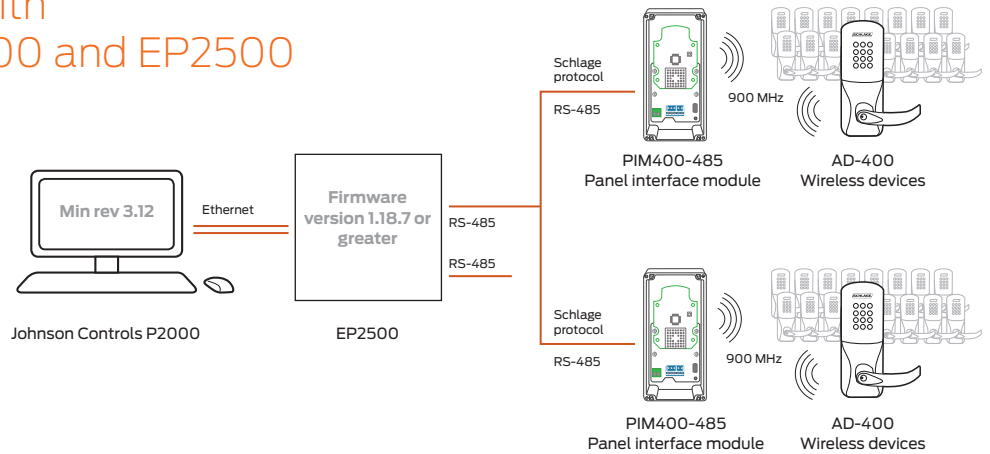 and EP2500
Schlage
protocol
RS-485
900 MHz
SCHLAGE
PIM400-485
Panel interface module
AD-400
Wireless devices
Min rev 3.12
Ethernet
Firmware
version 1.18.7 or
greater
RS-485
RS-485
Johnson Controls P2000
EP2500
Schlage
protocol
RS-485
900 MHz
SCHLAGE
PIM400-485
Panel interface module
AD-400
Wireless devices